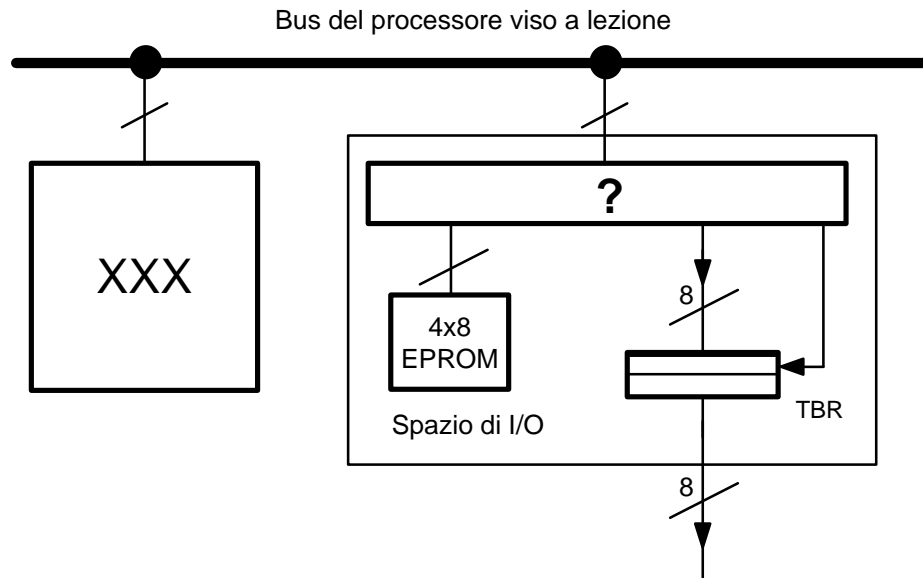 Bus del processore viso a lezione
XXX
?
4x8
EPROM
8
TBR
Spazio di I/O
8